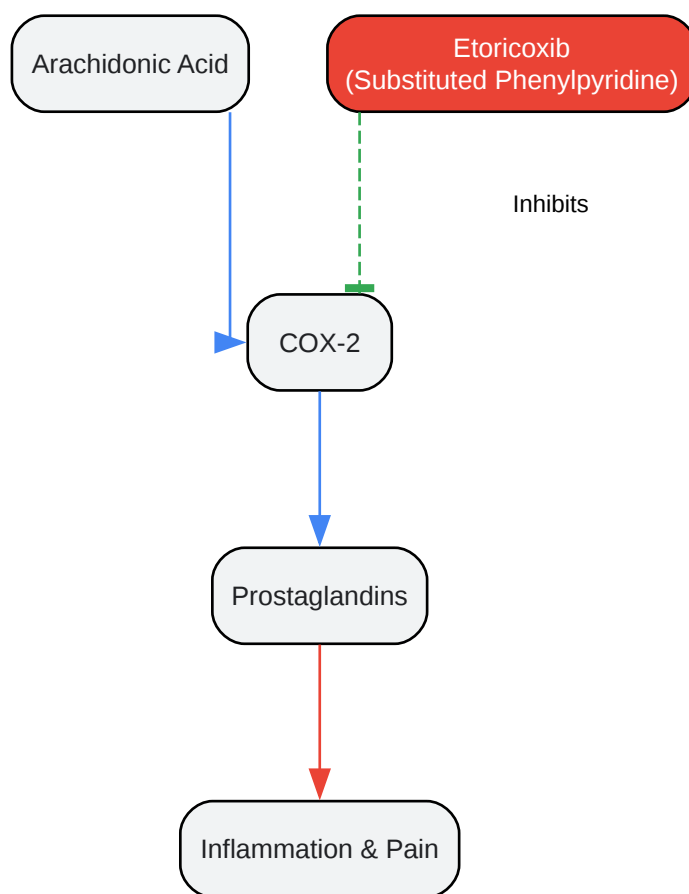 Arachidonic Acid
Etoricoxib
(Substituted Phenylpyridine)
Inhibits
COX-2
Prostaglandins
Inflammation & Pain